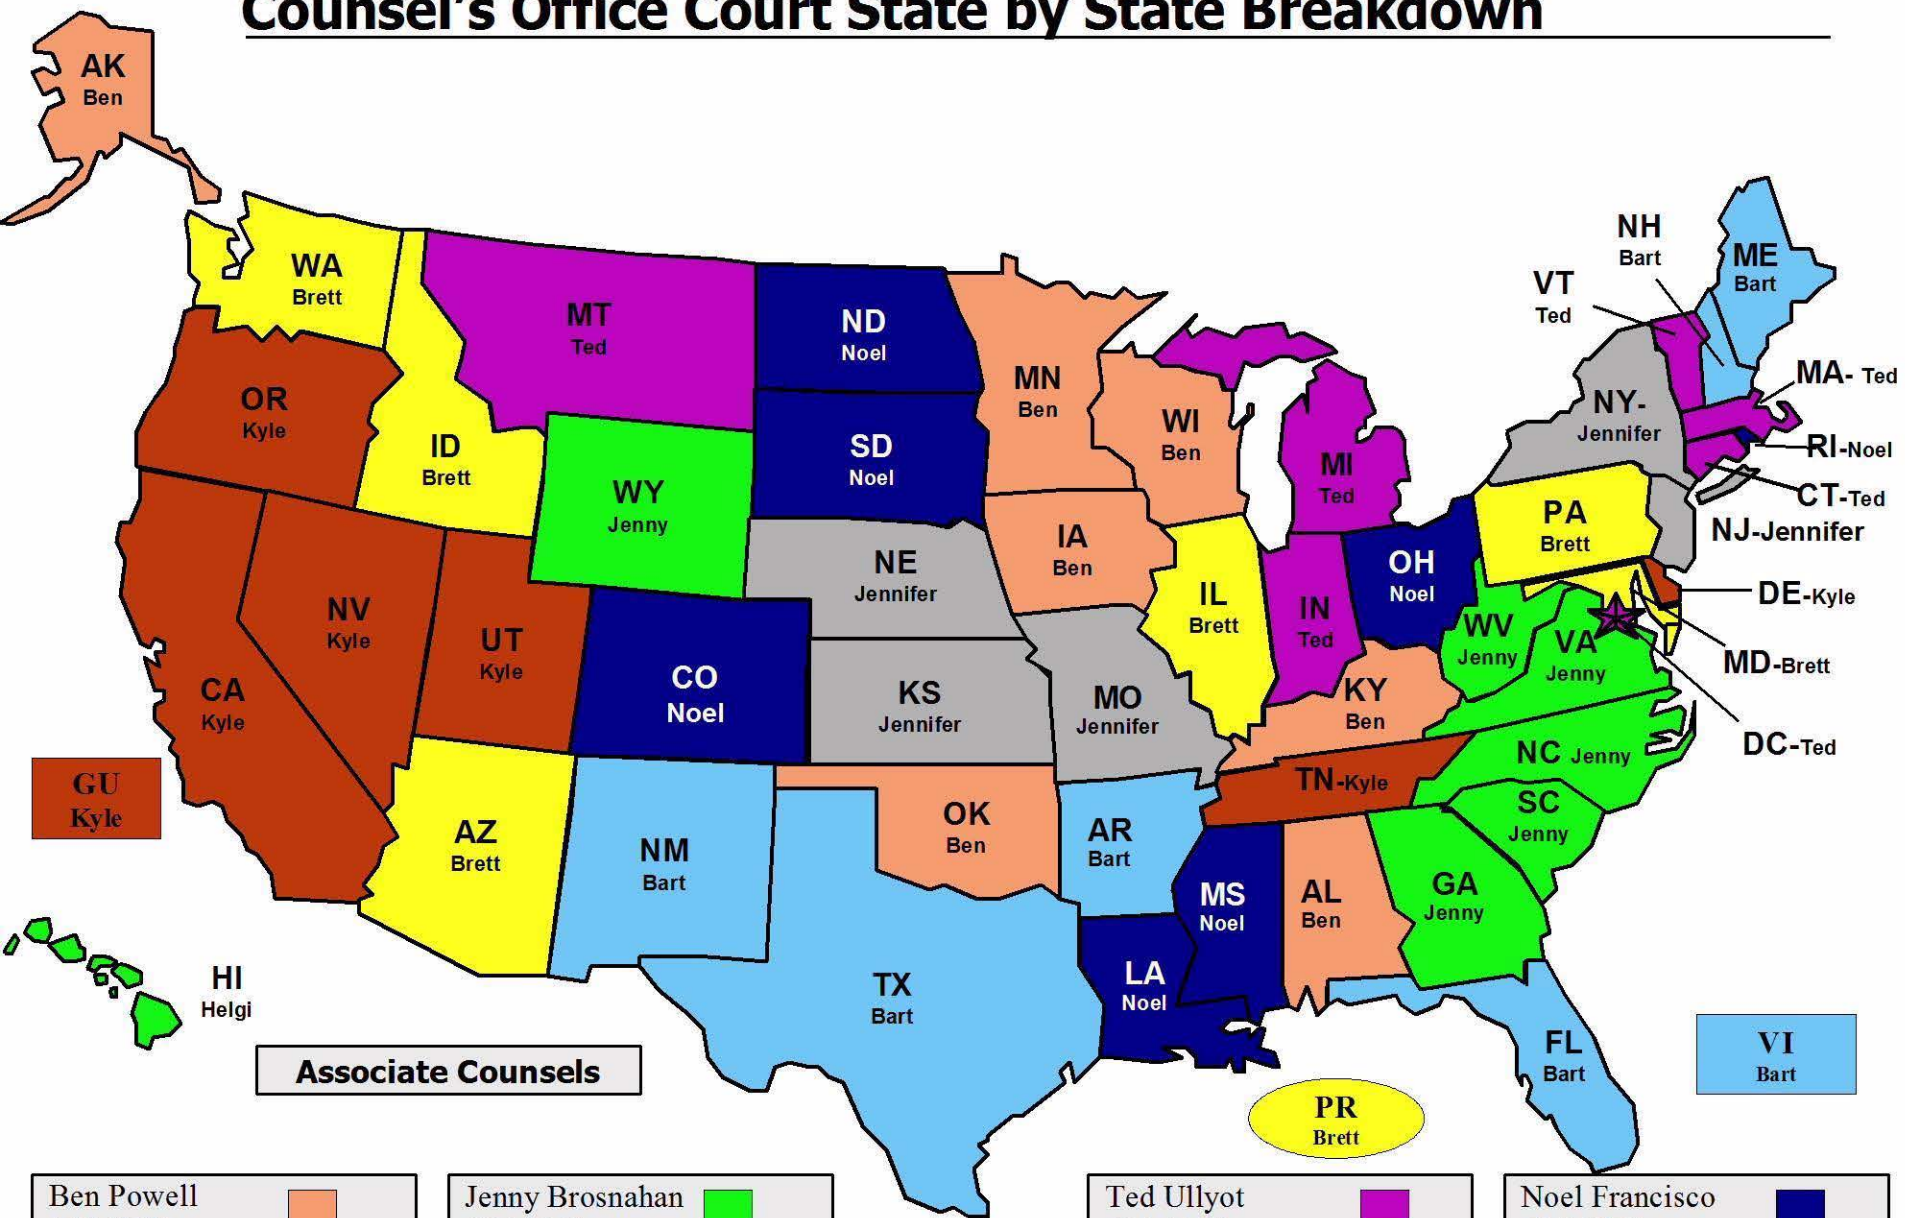 Counsel's Office Court State by State Breakdown
AK
Ben
WA
Brett
MT
Ted
ND
Noel
MN
Ben
NH
Bart
ME
Bart
VT
Ted
OR
Kyle
ID
Brett
SD
Noel
WI
Ben
MI
Ted
NY-
Jennifer
MA- Ted
RI-Noel
CT-Ted
NJ-Jennifer
WY
Jenny
NE
Jennifer
IA
Ben
PA
Brett
OH
Noel
IL
Brett
IN
Ted
DE-Kyle
WV
Jenny
VA
Jenny
MD-Brett
DC-Ted
NV
Kyle
UT
Kyle
CA
Kyle
CO
Noel
KS
Jennifer
MO
Jennifer
KY
Ben
NC Jenny
TN-Kyle
SC
Jenny
GU
Kyle
AZ
Brett
NM
Bart
OK
Ben
AR
Bart
MS
Noel
AL
Ben
GA
Jenny
HI
Helgi
TX
Bart
LA
Noel
FL
Bart
VI
Bart
PR
Brett
Associate Counsels
Ben Powell
Jenny Brosnahan
Ted Ullyot
Noel Francisco